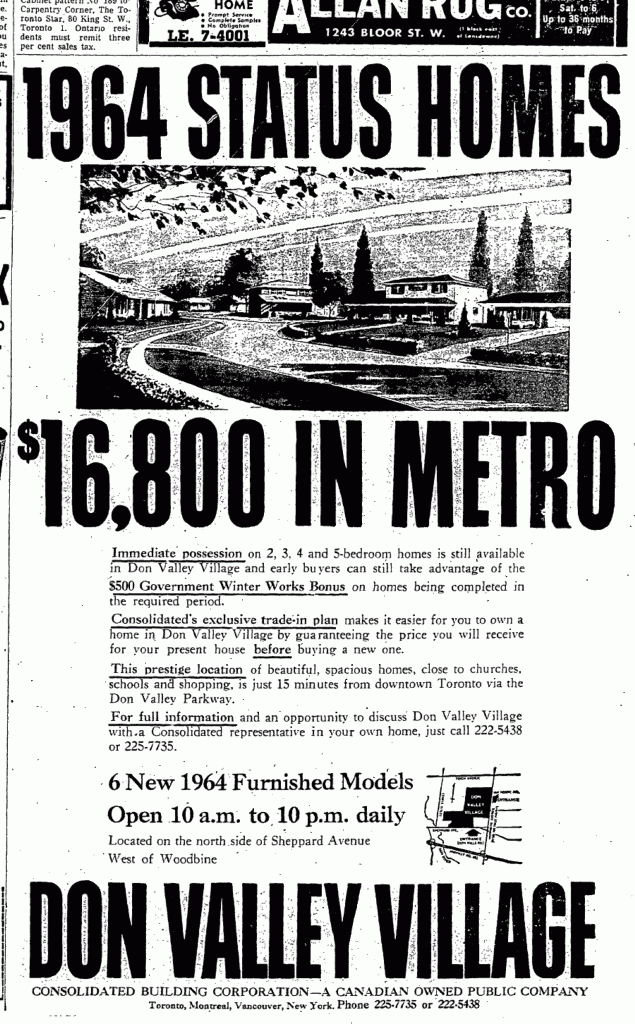 Cabinet pattern No 189 to
Carpentry Corner, The To-
ronto Star, 80 King St. W.,
Toronto 1. Ontario resi-
dents must remit three
per cent sales tax.
HOME
• Prompt Service
• Complete Samples
• No Obligation
LE. 7-4001
ALLAN RUG CO.
1243 BLOOR ST. W.
(1 block east
of Lansdowne)
Sat. to 6
Up to 36 months
to Pay
1964 STATUS HOMES
$16,800 IN METRO
Immediate possession on 2, 3, 4 and 5-bedroom homes is still available
in Don Valley Village and early buyers can still take advantage of the
$500 Government Winter Works Bonus on homes being completed in
the required period.
Consolidated's exclusive trade-in plan makes it easier for you to own a
home in Don Valley Village by guaranteeing the price you will receive
for your present house before buying a new one.
This prestige location of beautiful, spacious homes, close to churches,
schools and shopping, is just 15 minutes from downtown Toronto via the
Don Valley Parkway.
For full information and an opportunity to discuss Don Valley Village
with a Consolidated representative in your own home, just call 222-5438
or 225-7735.
6 New 1964 Furnished Models
Open 10 a.m. to 10 p.m. daily
Located on the north side of Sheppard Avenue
West of Woodbine
DON
VALLEY
VILLAGE
ENTRANCE
SHEPPARD AVE.
ENTRANCE
DON VALLEY VILLAGE
CONSOLIDATED BUILDING CORPORATION—A CANADIAN OWNED PUBLIC COMPANY
Toronto, Montreal, Vancouver, New York. Phone 225-7735 or 222-5438